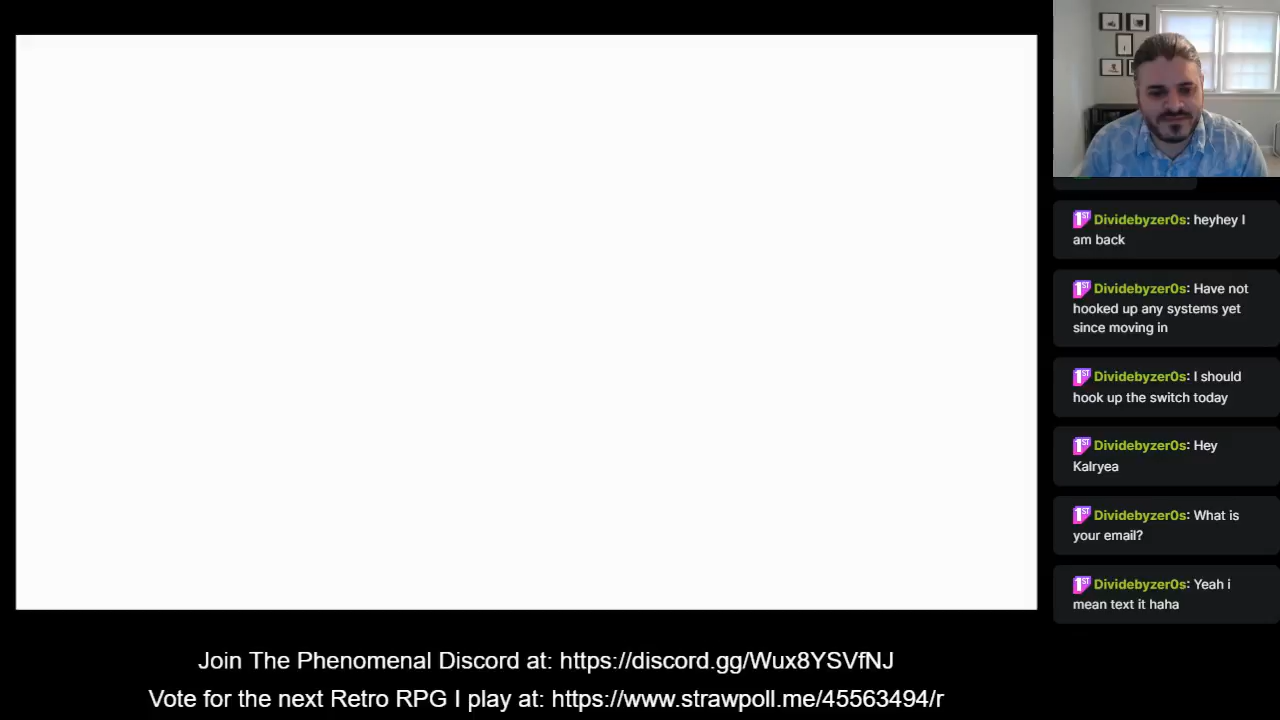 Dividebyzer0s: heyhey I
am back
Dividebyzer0s: Have not
hooked up any systems yet
since moving in
Dividebyzer0s: I should
hook up the switch today
Dividebyzer0s: Hey
Kalryea
Dividebyzer0s: What is
your email?
Dividebyzer0s: Yeah i
mean text it haha
Join The Phenomenal Discord at: https://discord.gg/Wux8YSVfNJ
Vote for the next Retro RPG I play at: https://www.strawpoll.me/45563494/r